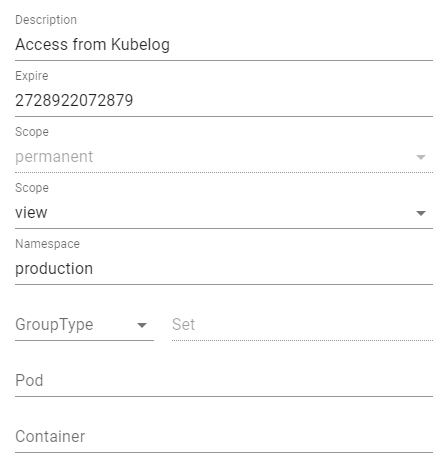 Description
Access from Kubelog
Expire
2728922072879
Scope
permanent
Scope
view
Namespace
production
GroupType Set
Pod
Container